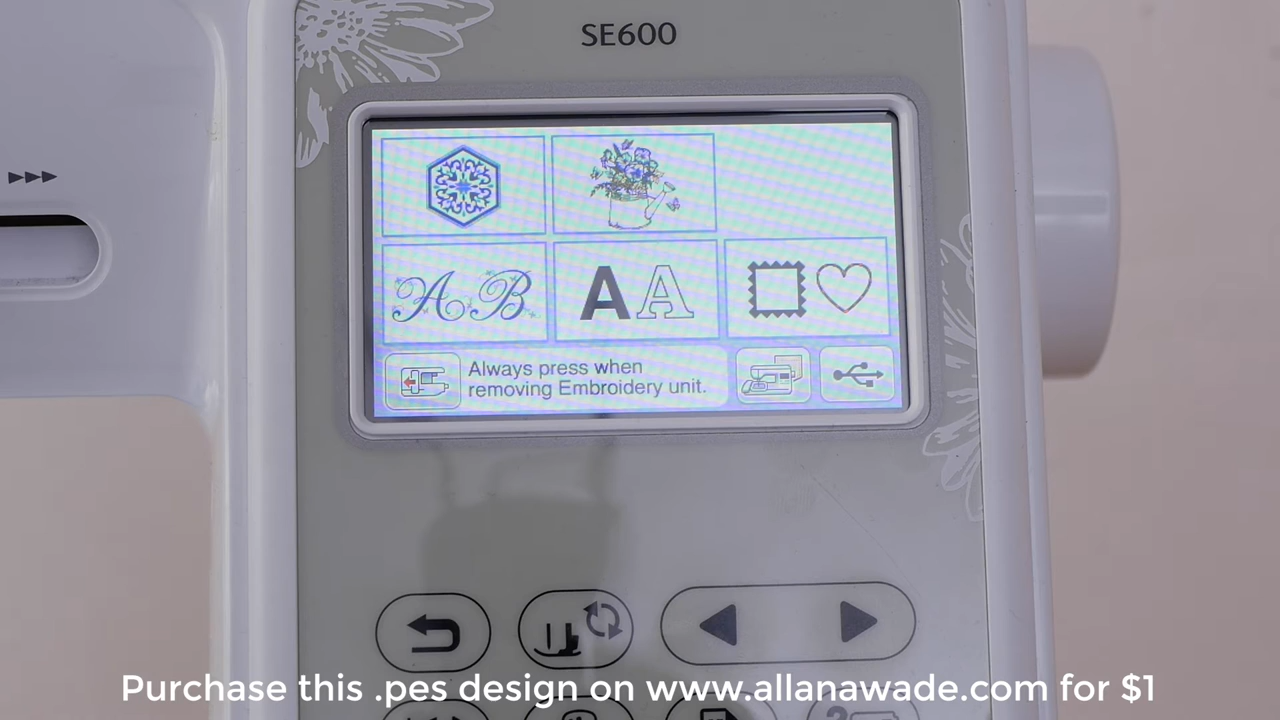 SE600
A B
A A
Always press when
removing Embroidery unit.
Purchase this .pes design on www.allanawade.com for $1